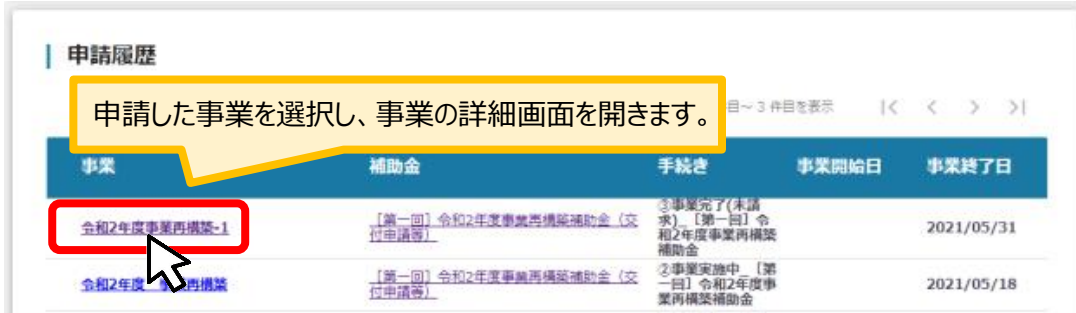 申請履歴
申請した事業を選択し、事業の詳細画面を開きます。
目～3 件目を表示 |< < > >|
事業 補助金 手続き 事業開始日 事業終了日
令和2年度事業再構築-1
[第一回] 令和2年度事業再構築補助金（交
付申請等）
③事業完了(未請
求)_ [第一回] 令
和2年度事業再構築
補助金
2021/05/31
令和2年度 事業再構築
[第一回] 令和2年度事業再構築補助金（交
付申請等）
②事業実施中_ [第
一回] 令和2年度事
業再構築補助金
2021/05/18